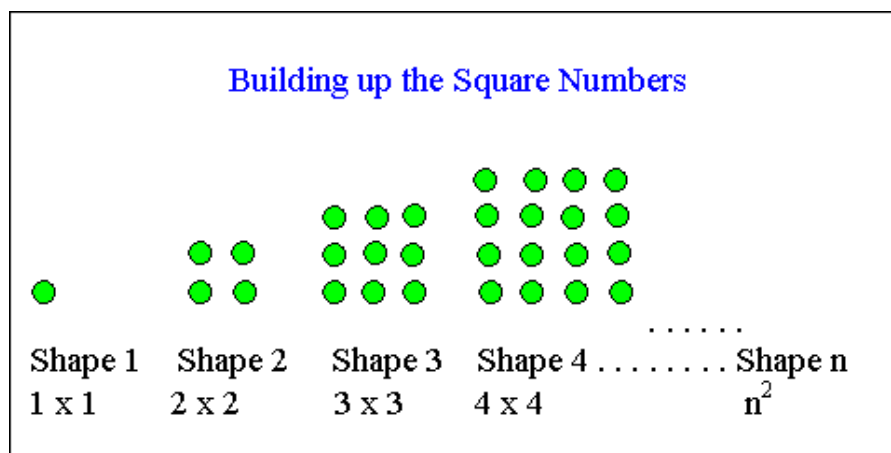 Building up the Square Numbers
. . . . . .
Shape 1 Shape 2 Shape 3 Shape 4 . . . . . . . . Shape n
1 x 1 2 x 2 3 x 3 4 x 4 n²